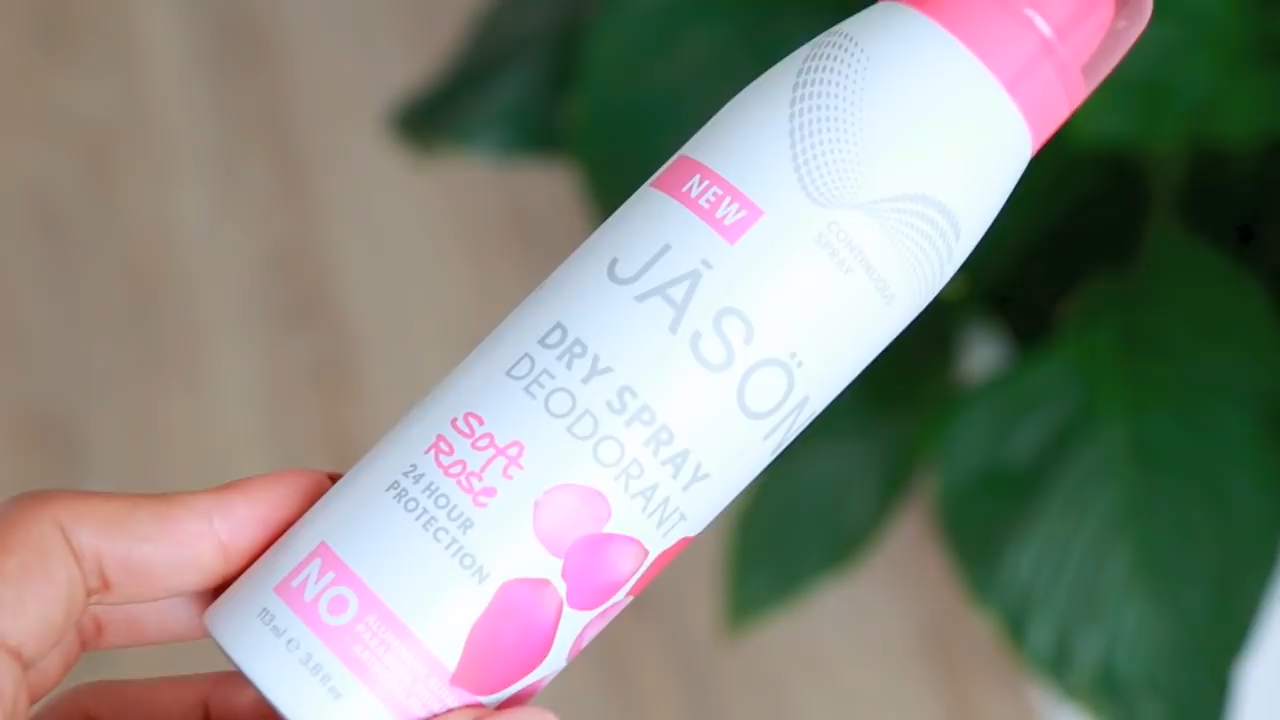 CONTINUOUS
SPRAY
NEW
JĀSÖN
DRY SPRAY
DEODORANT
Soft
Rose
24 HOUR
PROTECTION
NO
113 ml ℮ 3.8 fl oz